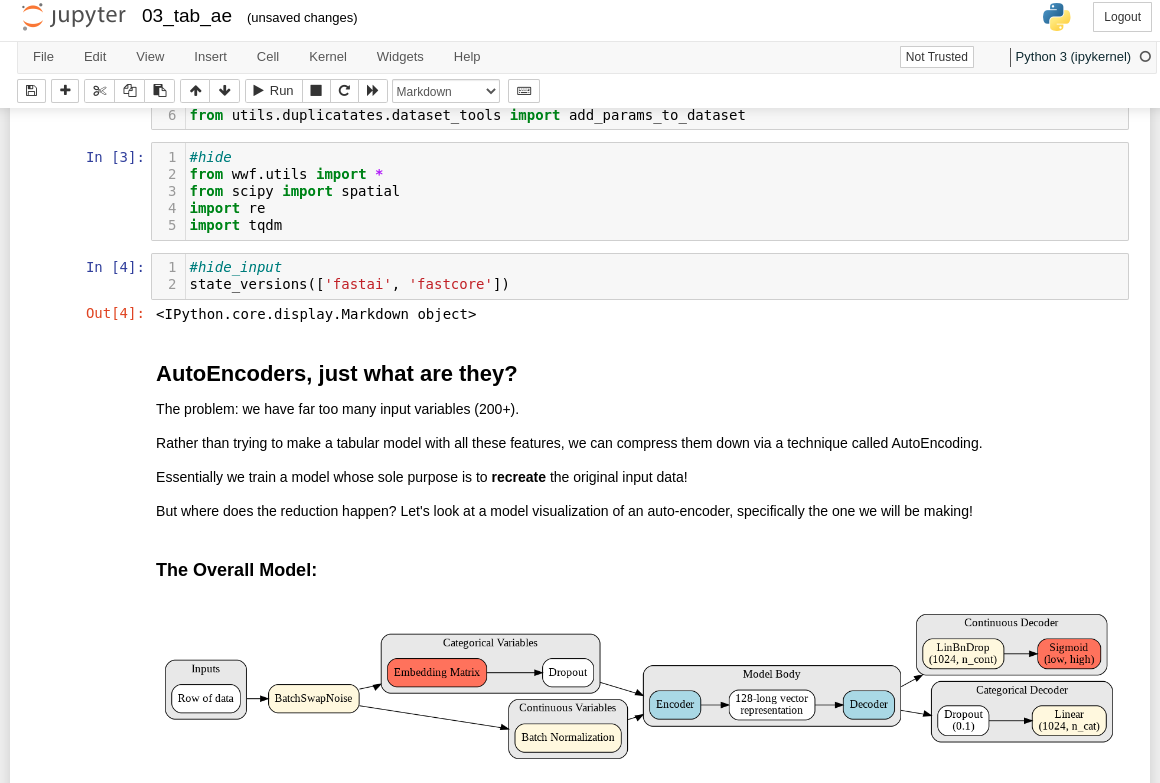 jupyter 03_tab_ae (unsaved changes) Logout
File Edit View Insert Cell Kernel Widgets Help Not Trusted Python 3 (ipykernel)
Run Markdown
6 from utils.duplicatates.dataset_tools import add_params_to_dataset
In [3]: 1 #hide
2 from wwf.utils import *
3 from scipy import spatial
4 import re
5 import tqdm
In [4]: 1 #hide_input
2 state_versions(['fastai', 'fastcore'])
Out[4]: <IPython.core.display.Markdown object>
AutoEncoders, just what are they?
The problem: we have far too many input variables (200+).
Rather than trying to make a tabular model with all these features, we can compress them down via a technique called AutoEncoding.
Essentially we train a model whose sole purpose is to recreate the original input data!
But where does the reduction happen? Let's look at a model visualization of an auto-encoder, specifically the one we will be making!
The Overall Model:
Inputs
Row of data
BatchSwapNoise
Categorical Variables
Embedding Matrix
Dropout
Continuous Variables
Batch Normalization
Model Body
Encoder
128-long vector
representation
Decoder
Continuous Decoder
LinBnDrop
(1024, n_cont)
Sigmoid
(low, high)
Categorical Decoder
Dropout
(0.1)
Linear
(1024, n_cat)